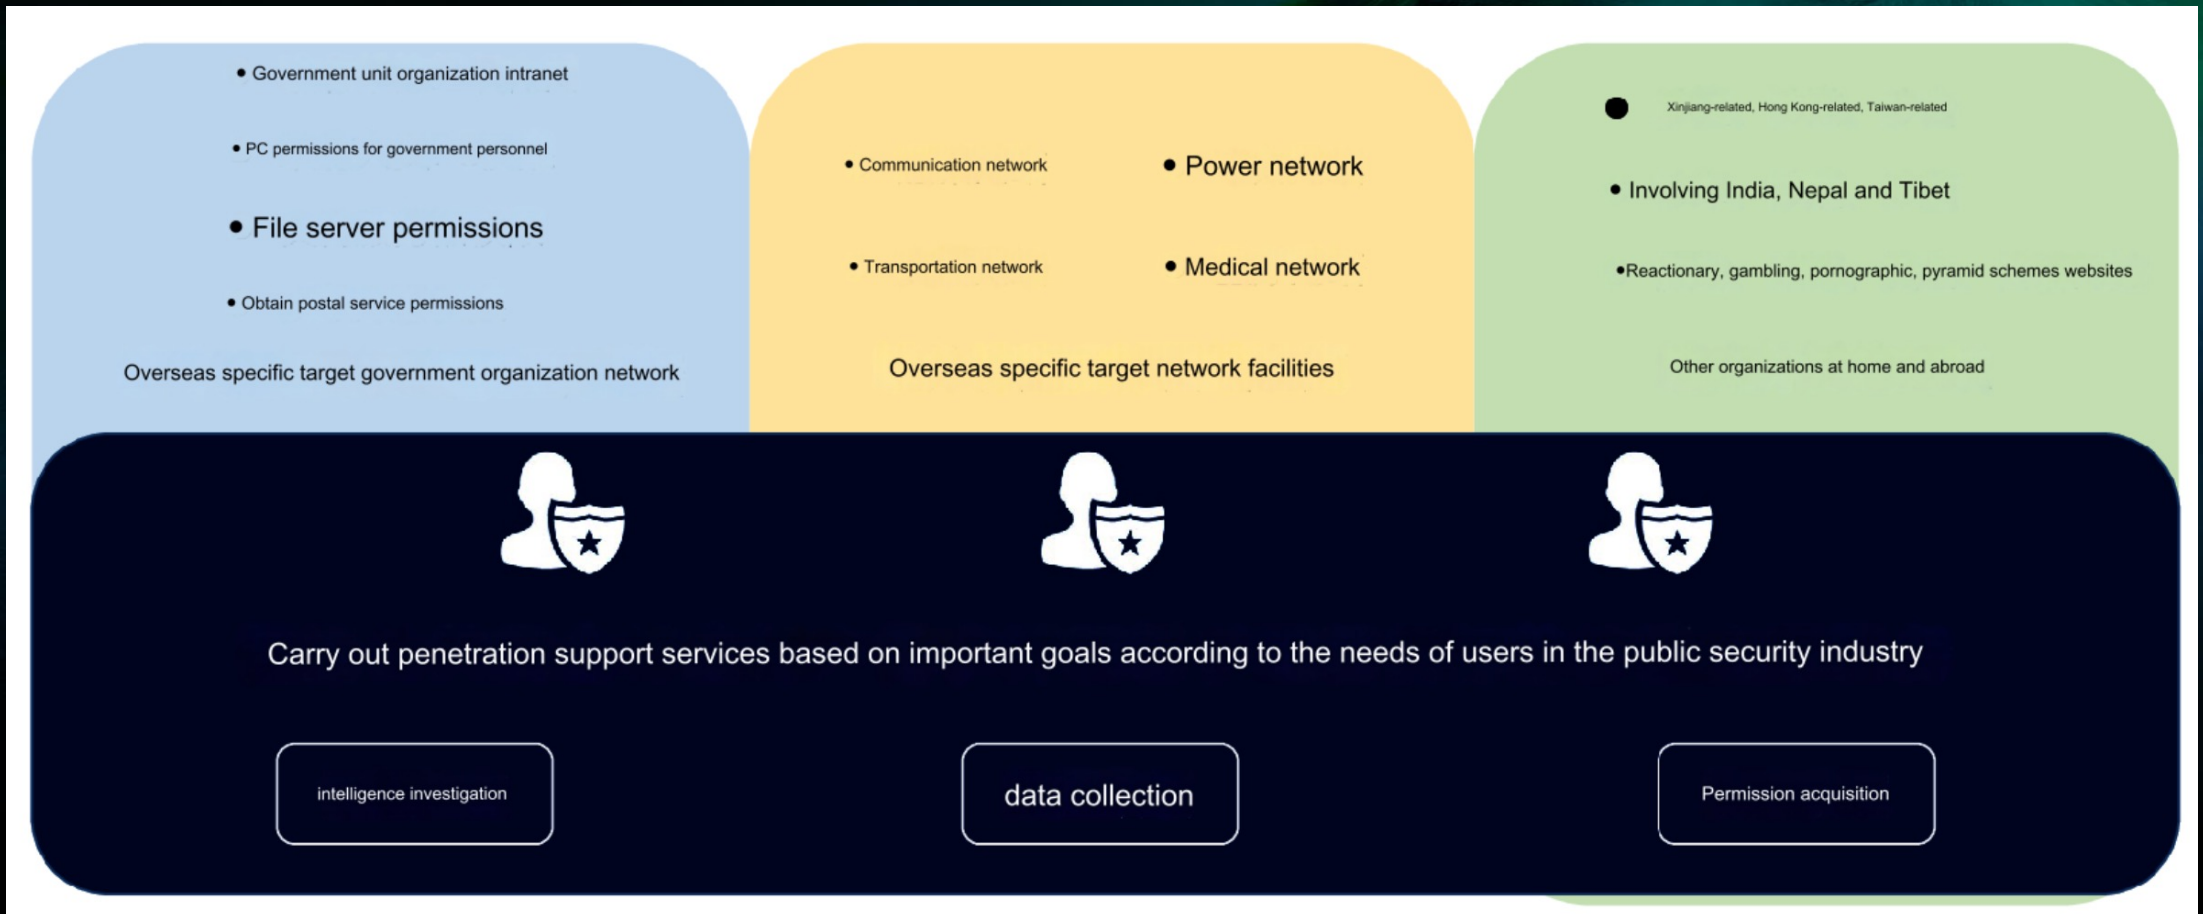 • Government unit organization intranet
• PC permissions for government personnel
• File server permissions
• Obtain postal service permissions
Overseas specific target government organization network
• Communication network
• Power network
• Transportation network
• Medical network
Overseas specific target network facilities
• Xinjiang-related, Hong Kong-related, Taiwan-related
• Involving India, Nepal and Tibet
•Reactionary, gambling, pornographic, pyramid schemes websites
Other organizations at home and abroad
Carry out penetration support services based on important goals according to the needs of users in the public security industry
intelligence investigation
data collection
Permission acquisition